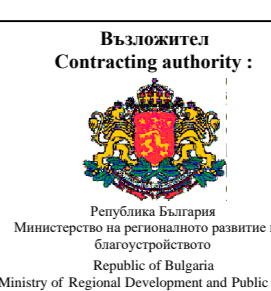 Възложител
Contracting authority :
Република България
Министерство на регионалното развитие и
благоустройството
Republic of Bulgaria
Ministry of Regional Development and Public